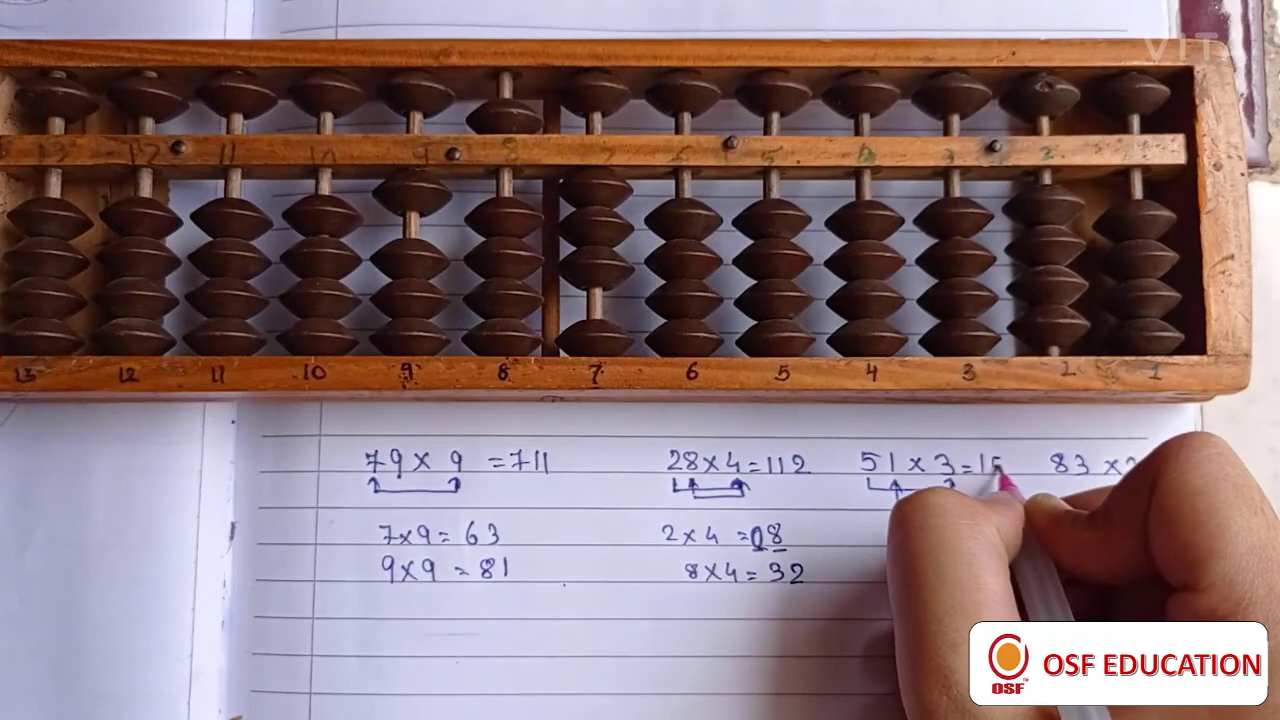 VIT
13 12 11 10 9 8 7 6 5 4 3 2 1
79 × 9 = 711 28 × 4 = 112 51 × 3 = 15 83 ×
7 × 9 = 63 2 × 4 = 08
9 × 9 = 81 8 × 4 = 32
OSF OSF EDUCATION